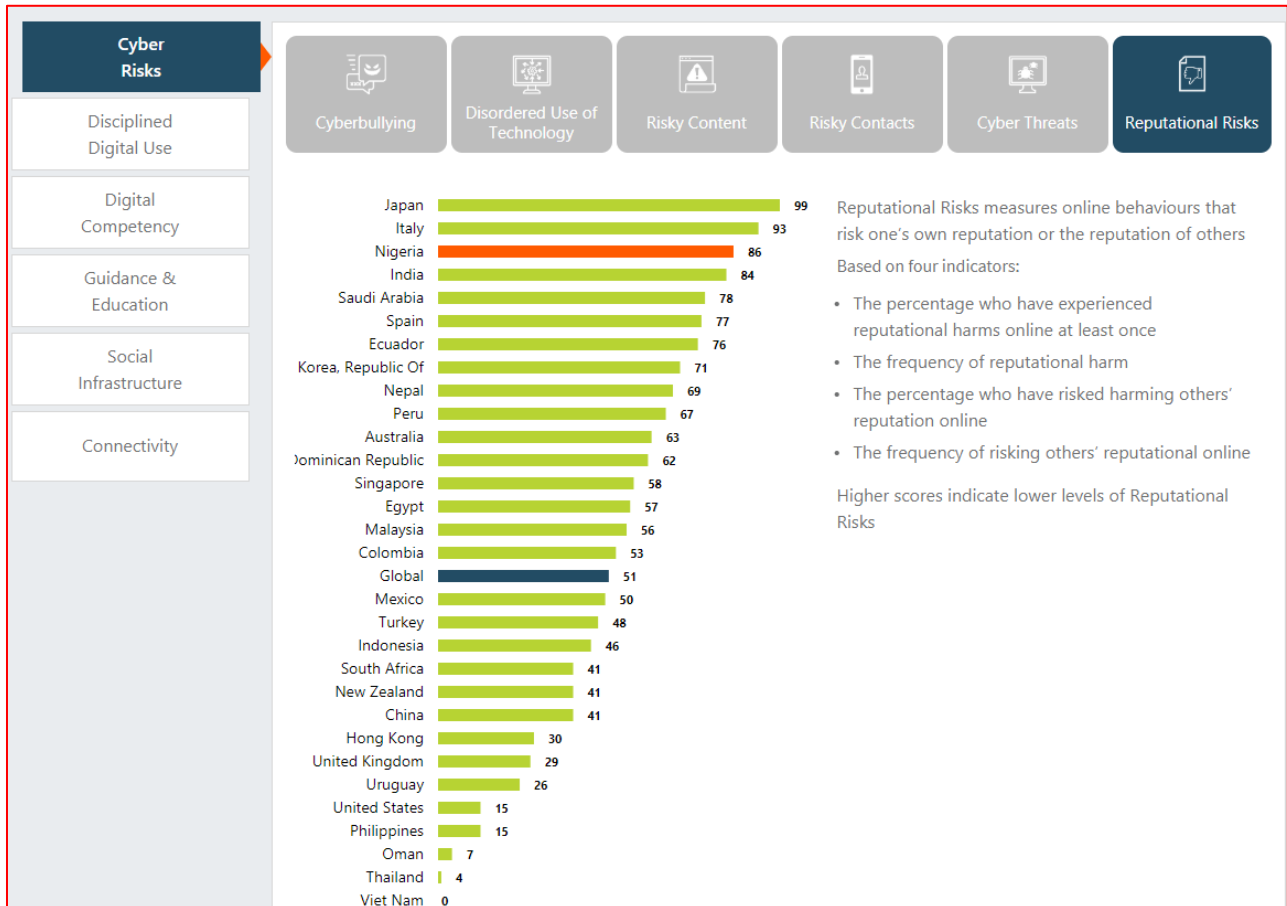 Cyber
Risks
Disciplined
Digital Use
Digital
Competency
Guidance &
Education
Social
Infrastructure
Connectivity
Cyberbullying
Disordered Use of
Technology
Risky Content
Risky Contacts
Cyber Threats
Reputational Risks
Japan 99
Italy 93
Nigeria 86
India 84
Saudi Arabia 78
Spain 77
Ecuador 76
Korea, Republic Of 71
Nepal 69
Peru 67
Australia 63
Dominican Republic 62
Singapore 58
Egypt 57
Malaysia 56
Colombia 53
Global 51
Mexico 50
Turkey 48
Indonesia 46
South Africa 41
New Zealand 41
China 41
Hong Kong 30
United Kingdom 29
Uruguay 26
United States 15
Philippines 15
Oman 7
Thailand 4
Viet Nam 0
Reputational Risks measures online behaviours that
risk one's own reputation or the reputation of others
Based on four indicators:
• The percentage who have experienced
reputational harms online at least once
• The frequency of reputational harm
• The percentage who have risked harming others'
reputation online
• The frequency of risking others' reputational online
Higher scores indicate lower levels of Reputational
Risks